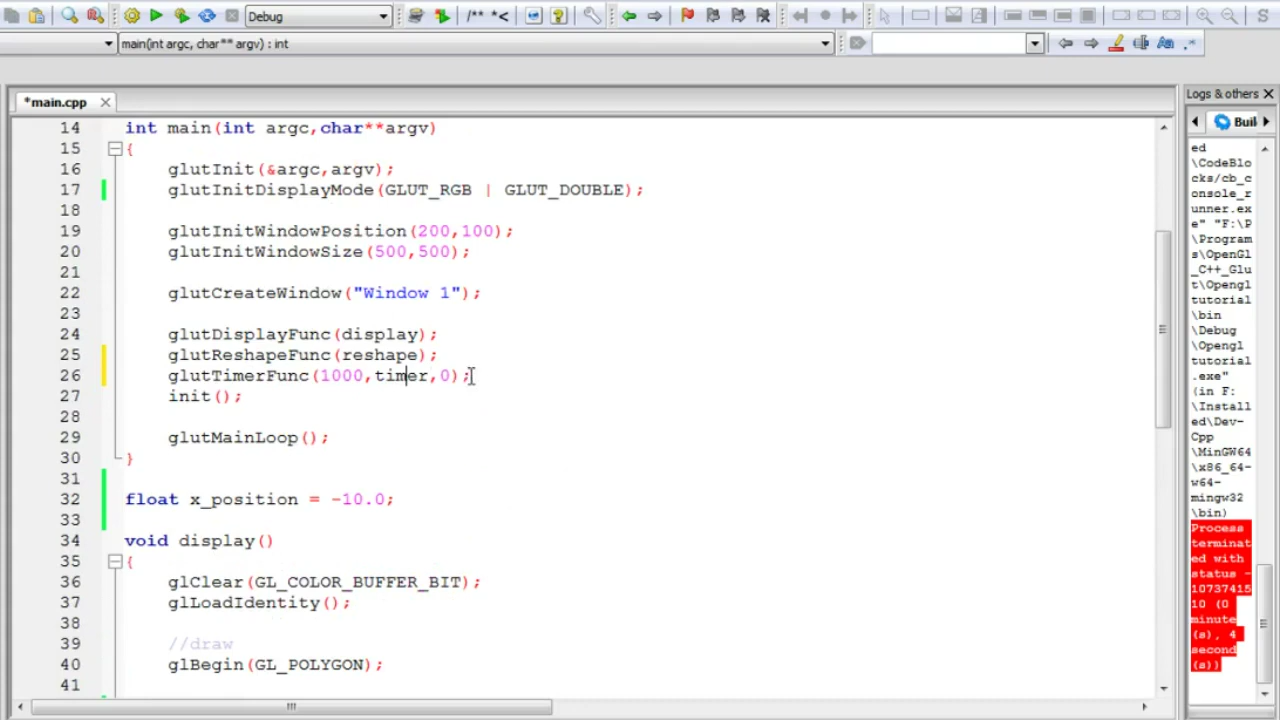 Debug
/** *<
main(int argc, char** argv) : int
*main.cpp
Logs & others
Buil
14 int main(int argc,char**argv)
15 {
16 glutInit(&argc,argv);
17 glutInitDisplayMode(GLUT_RGB | GLUT_DOUBLE);
18
19 glutInitWindowPosition(200,100);
20 glutInitWindowSize(500,500);
21
22 glutCreateWindow("Window 1");
23
24 glutDisplayFunc(display);
25 glutReshapeFunc(reshape);
26 glutTimerFunc(1000,timer,0);
27 init();
28
29 glutMainLoop();
30 }
31
32 float x_position = -10.0;
33
34 void display()
35 {
36 glClear(GL_COLOR_BUFFER_BIT);
37 glLoadIdentity();
38
39 //draw
40 glBegin(GL_POLYGON);
41
ed
\CodeBlo
cks/cb_c
onsole_r
unner.ex
e" "F:\P
\Program
s\OpenGl
_C++_Glu
t\Opengl
tutorial
\bin
\Debug
\Opengl
tutorial
.exe"
(in F:
\Install
ed\Dev-
Cpp
\MinGW64
\x86_64-
w64-
mingw32
\bin)
Process
terminat
ed with
status -
10737415
10 (0
minute
(s), 4
second
(s))